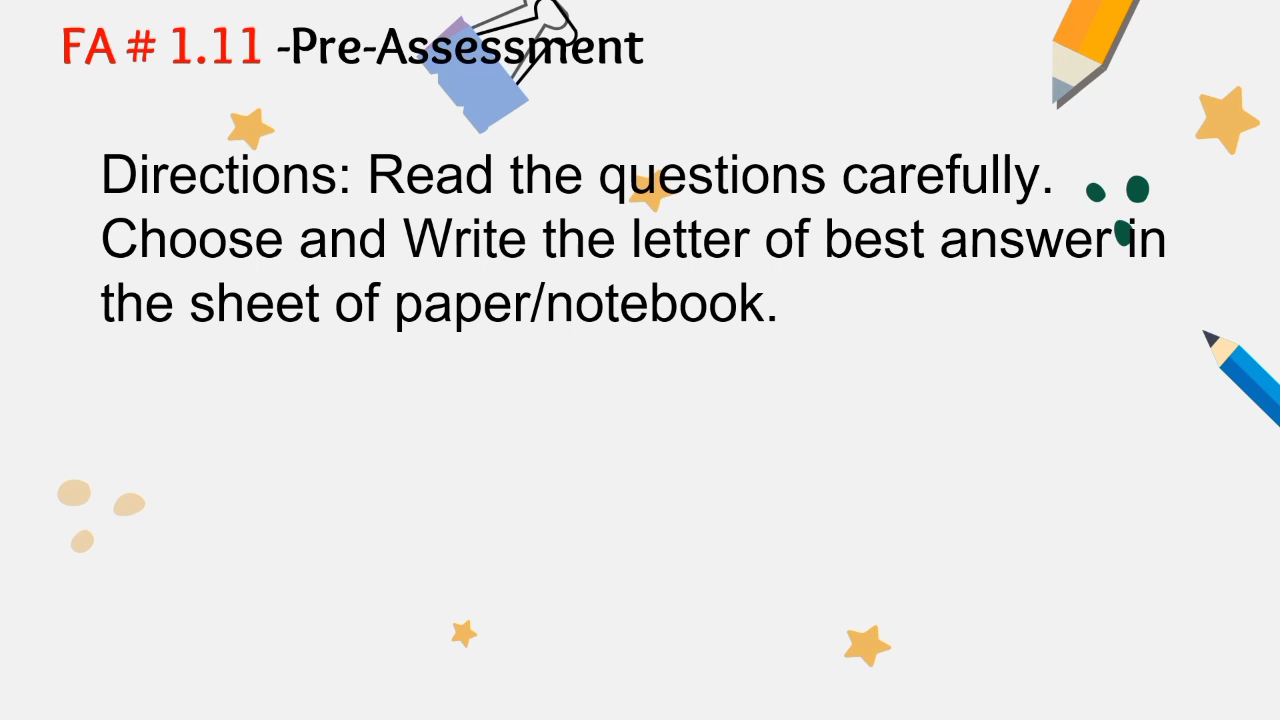 FA # 1.11 -Pre-Assessment
Directions: Read the questions carefully.
Choose and Write the letter of best answer in
the sheet of paper/notebook.